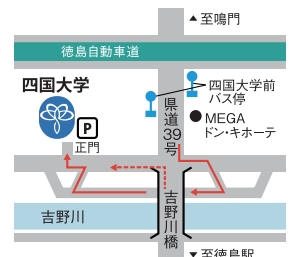 ▲至鳴門
徳島自動車道
四国大学
四国大学前
バス停
P
県道39号
MEGA
ドン・キホーテ
正門
吉野川
吉野川橋
▼至徳島駅